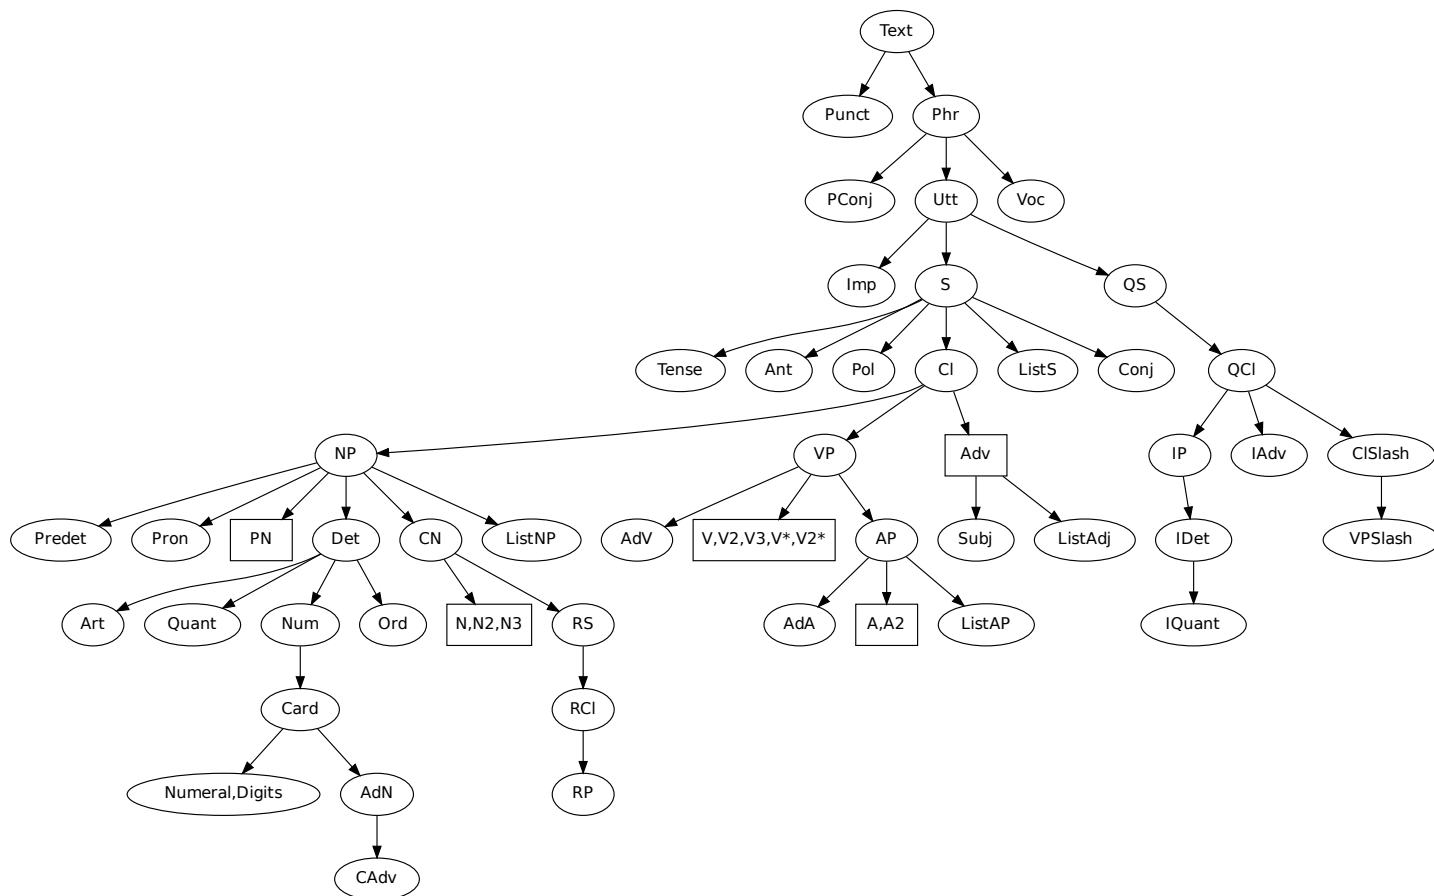 Text
Punct Phr
PConj Utt Voc
Imp S QS
Tense Ant Pol Cl ListS Conj QCl
NP VP Adv IP IAdv ClSlash
Predet Pron PN Det CN ListNP AdV V,V2,V3,V*,V2* AP Subj ListAdj IDet VPSlash
Art Quant Num Ord N,N2,N3 RS AdA A,A2 ListAP IQuant
Card RCl
Numeral,Digits AdN RP
CAdv